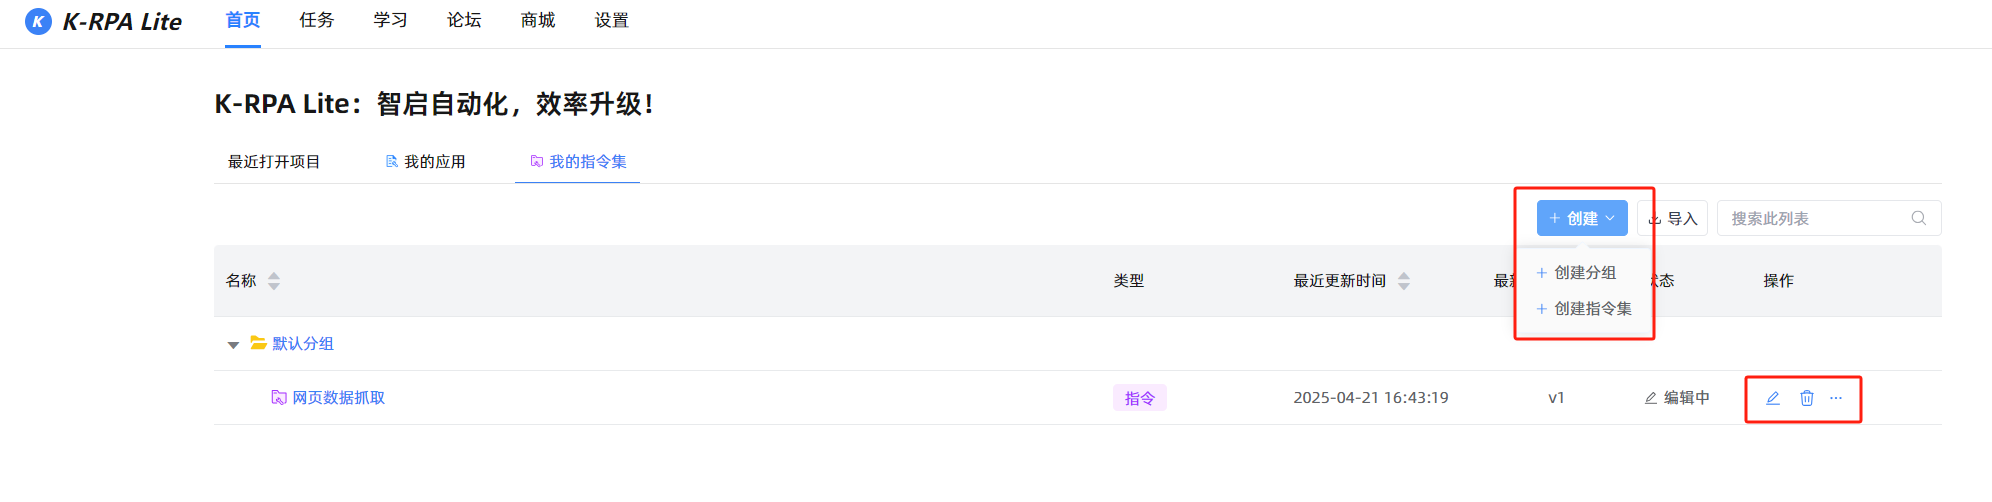 K K-RPA Lite 首页 任务 学习 论坛 商城 设置
K-RPA Lite：智启自动化，效率升级！
最近打开项目 我的应用 我的指令集
+ 创建 导入 搜索此列表
名称 类型 最近更新时间 最 态 操作
+ 创建分组
+ 创建指令集
默认分组
网页数据抓取 指令 2025-04-21 16:43:19 v1 编辑中 ...